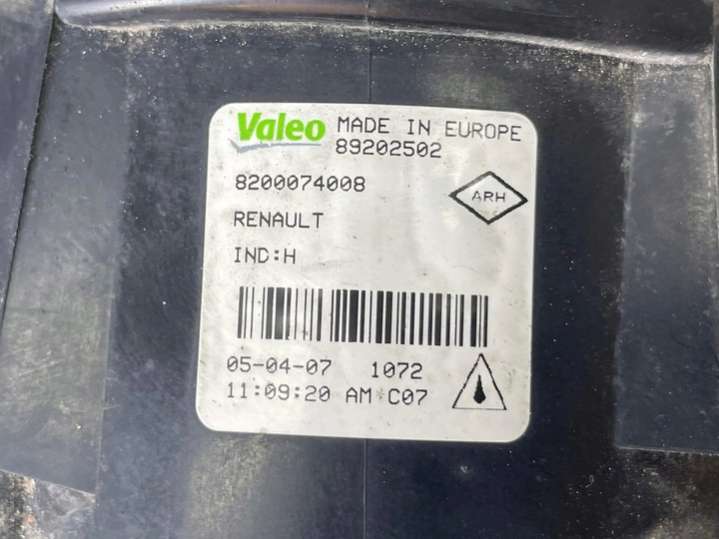 Valeo MADE IN EUROPE
89202502
8200074008
ARH
RENAULT
IND:H
05-04-07 1072
11:09:20 AM C07